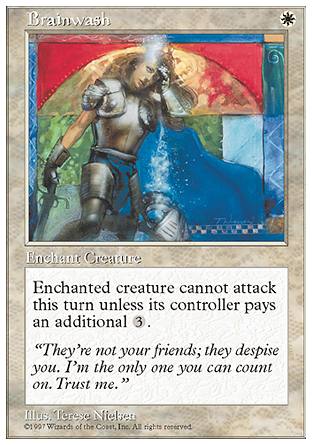 Brainwash
Enchant Creature
Enchanted creature cannot attack
this turn unless its controller pays
an additional 3.
"They're not your friends; they despise
you. I'm the only one you can count
on. Trust me."
Illus. Terese Nielsen
©1997 Wizards of the Coast, Inc. All rights reserved.